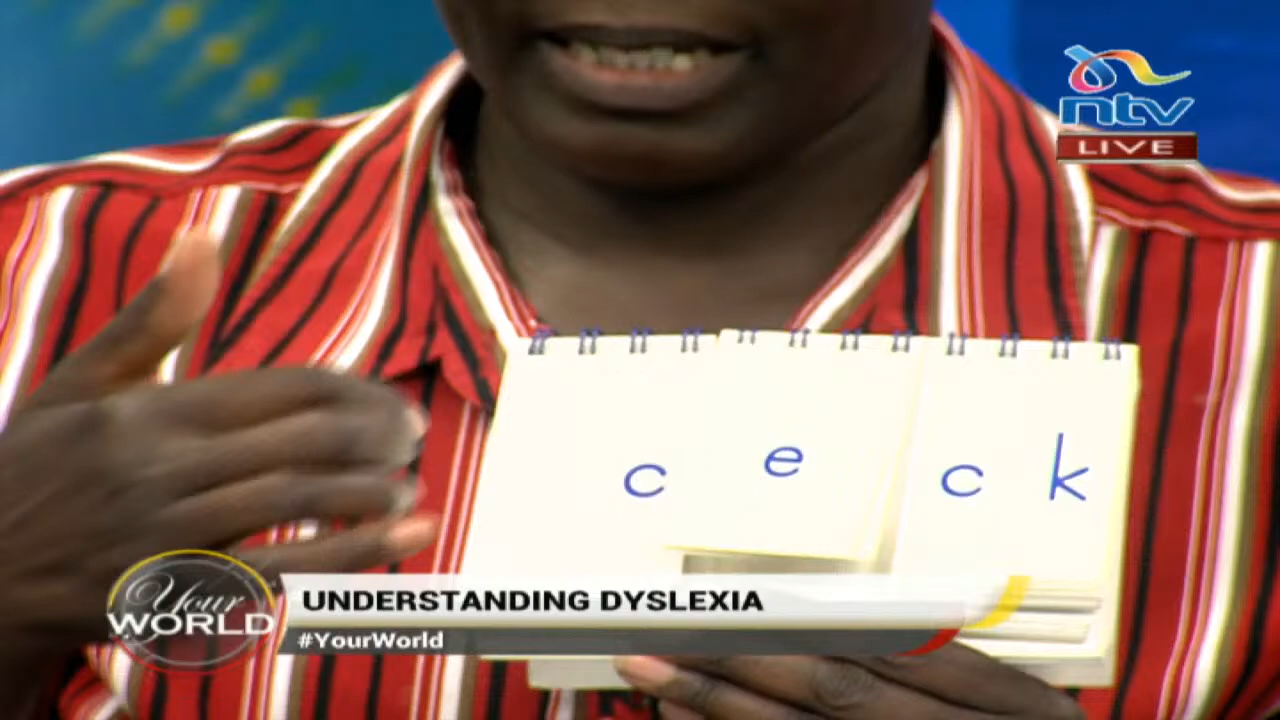 ntv
LIVE
c e c k
Your
WORLD
UNDERSTANDING DYSLEXIA
#YourWorld